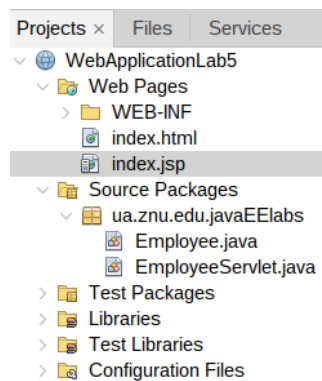 Projects × Files Services
WebApplicationLab5
Web Pages
WEB-INF
index.html
index.jsp
Source Packages
ua.znu.edu.javaEElabs
Employee.java
EmployeeServlet.java
Test Packages
Libraries
Test Libraries
Configuration Files